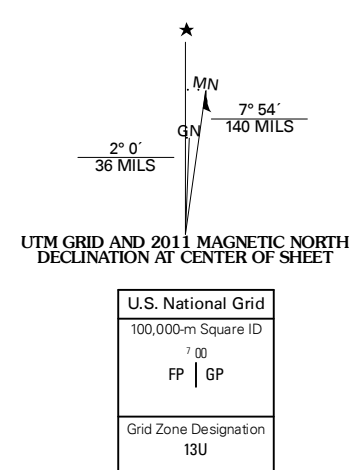 ★
MN
7° 54´
140 MILS
GN
2° 0´
36 MILS
UTM GRID AND 2011 MAGNETIC NORTH
DECLINATION AT CENTER OF SHEET
U.S. National Grid
100,000-m Square ID
7 00
FP | GP
Grid Zone Designation
13U